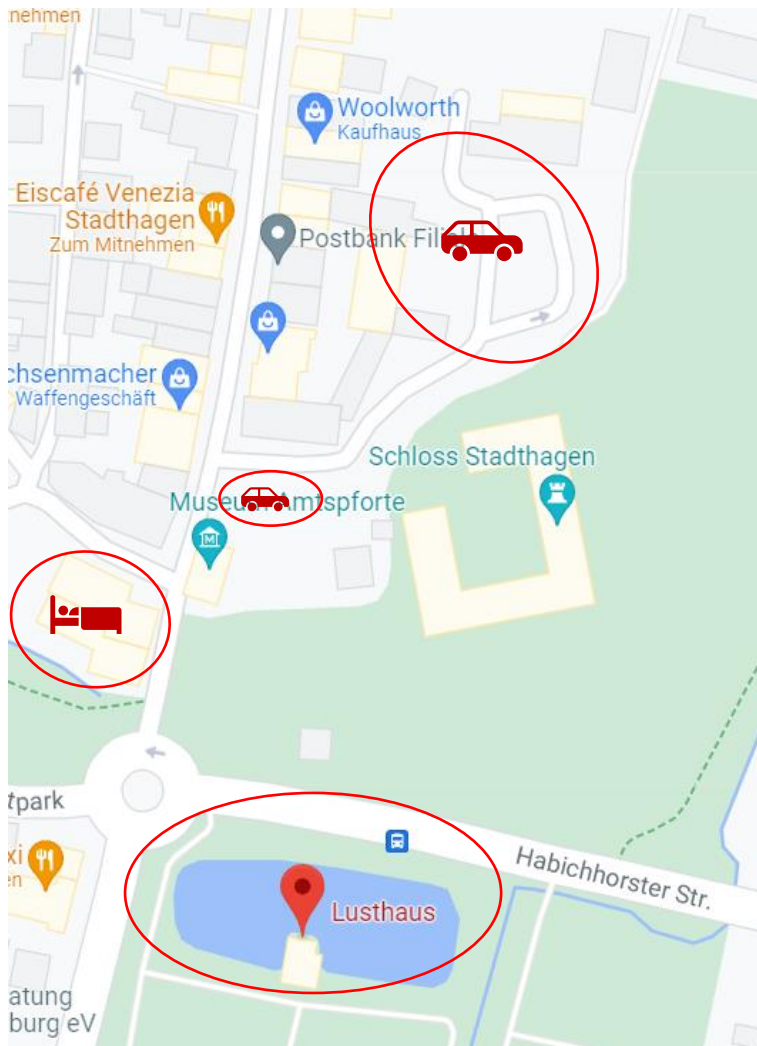 nehmen
Woolworth
Kaufhaus
Eiscafé Venezia
Stadthagen
Zum Mitnehmen
Postbank
chsenmacher
Waffengeschäft
Schloss Stadthagen
Museum Amtspforte
M
tpark
xi
en
Habichhorster Str.
Lusthaus
atung
burg eV